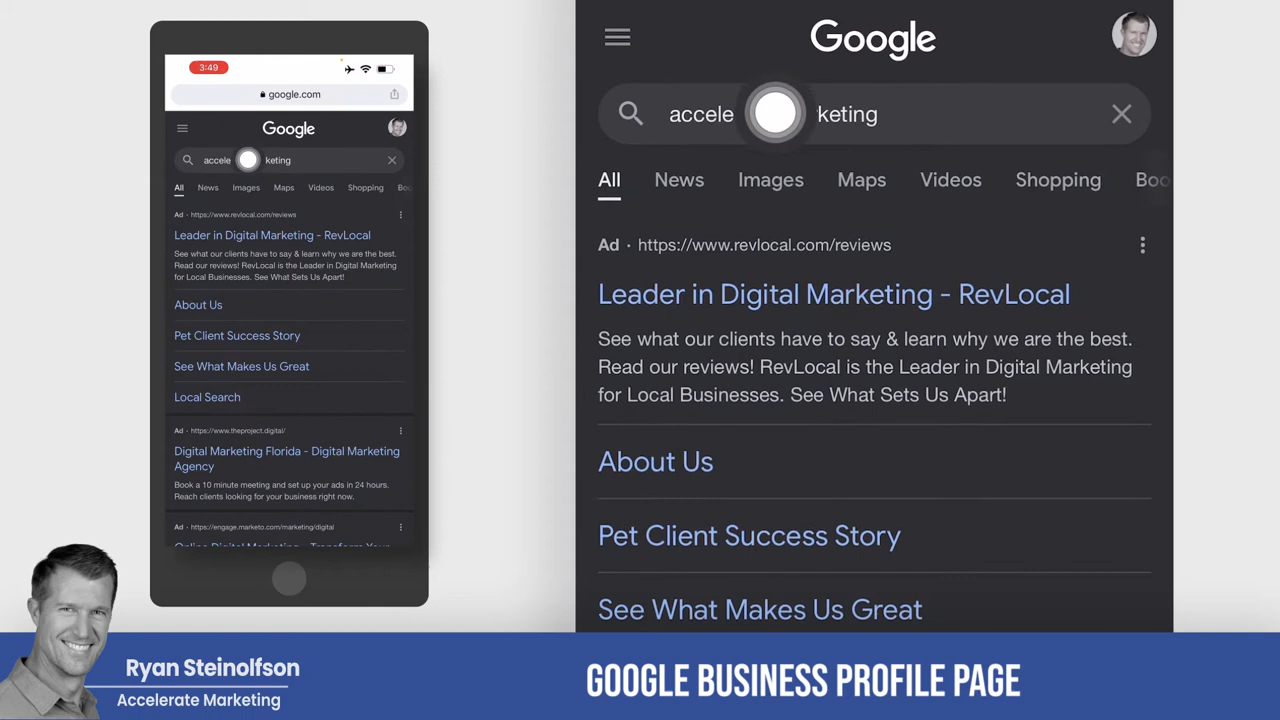 3:49
google.com
Google
accele keting
All News Images Maps Videos Shopping Boo
Ad · https://www.revlocal.com/reviews
Leader in Digital Marketing - RevLocal
See what our clients have to say & learn why we are the best.
Read our reviews! RevLocal is the Leader in Digital Marketing
for Local Businesses. See What Sets Us Apart!
About Us
Pet Client Success Story
See What Makes Us Great
Local Search
Ad · https://www.theproject.digital/
Digital Marketing Florida - Digital Marketing
Agency
Book a 10 minute meeting and set up your ads in 24 hours.
Reach clients looking for your business right now.
Ad · https://engage.marketo.com/marketing/digital
Online Digital Marketing - Transform Your
Google
accele keting
All News Images Maps Videos Shopping Boo
Ad · https://www.revlocal.com/reviews
Leader in Digital Marketing - RevLocal
See what our clients have to say & learn why we are the best.
Read our reviews! RevLocal is the Leader in Digital Marketing
for Local Businesses. See What Sets Us Apart!
About Us
Pet Client Success Story
See What Makes Us Great
Ryan Steinolfson
Accelerate Marketing
GOOGLE BUSINESS PROFILE PAGE